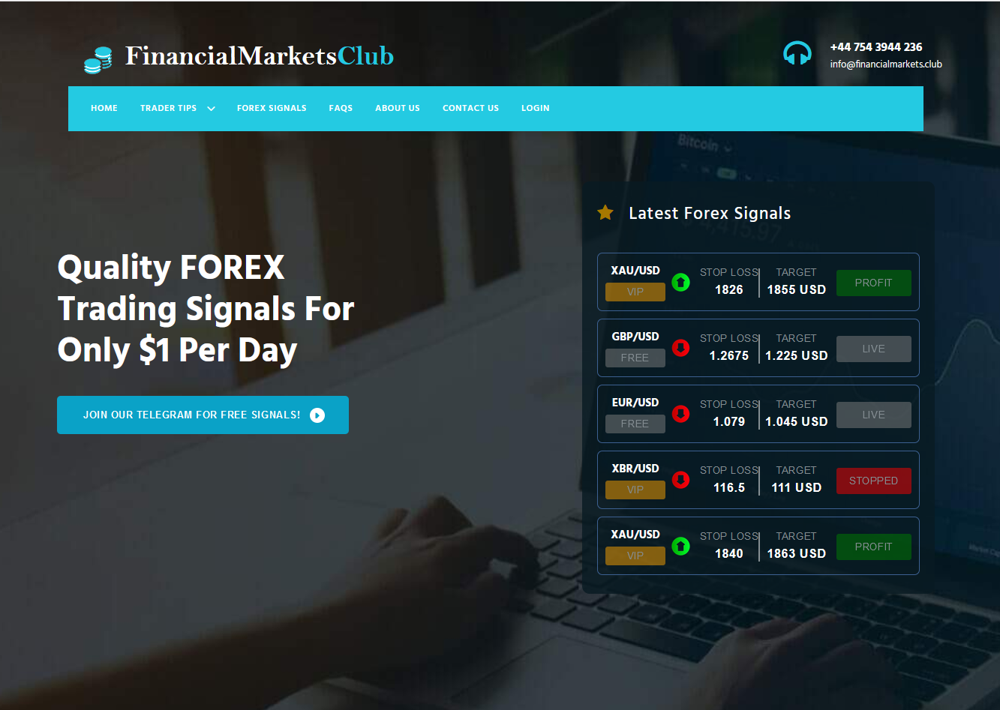 FinancialMarketsClub
+44 754 3944 236
info@financialmarkets.club
HOME TRADER TIPS FOREX SIGNALS FAQS ABOUT US CONTACT US LOGIN
Bitcoin
Quality FOREX
Trading Signals For
Only $1 Per Day
JOIN OUR TELEGRAM FOR FREE SIGNALS!
Latest Forex Signals
4,415.97
XAU/USD STOP LOSS TARGET PROFIT
VIP 1826 1855 USD
GBP/USD STOP LOSS TARGET LIVE
FREE 1.2675 1.225 USD
EUR/USD STOP LOSS TARGET LIVE
FREE 1.079 1.045 USD
XBR/USD STOP LOSS TARGET STOPPED
VIP 116.5 111 USD
XAU/USD STOP LOSS TARGET PROFIT
VIP 1840 1863 USD